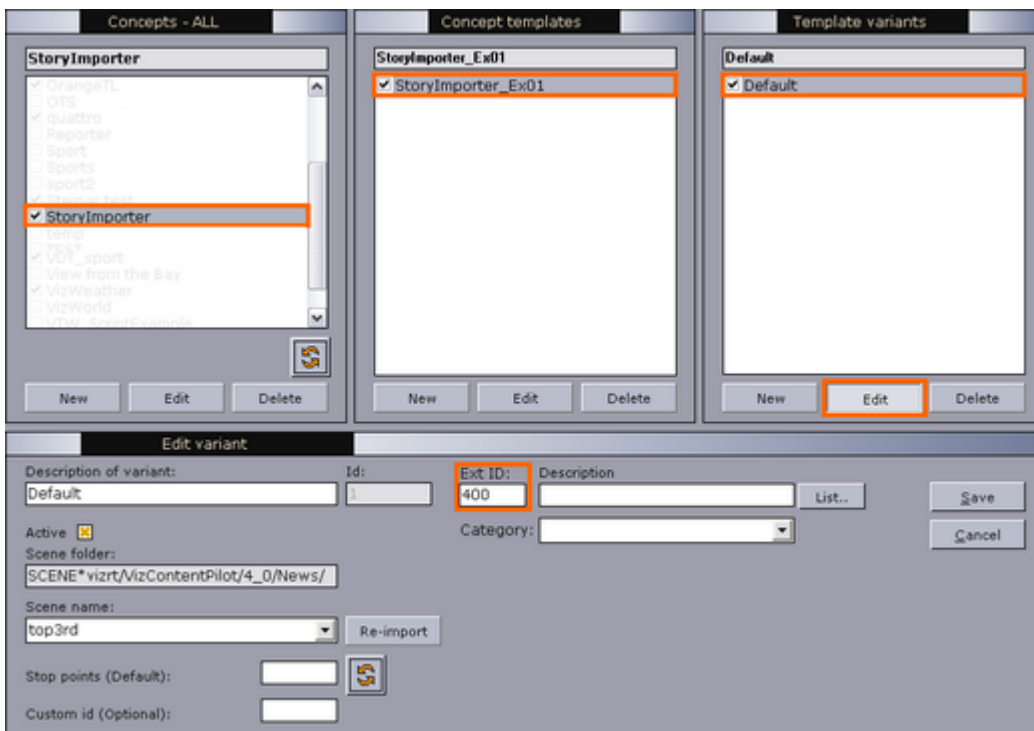 Concepts - ALL
StoryImporter
OrangeTL
OTS
quattro
Reporter
Sport
Sports
sport2
Steinar test
StoryImporter
temp
TEST
VDT_sport
View from the Bay
VizWeather
VizWorld
VTW_ScriptExample
New Edit Delete
Concept templates
StoryImporter_Ex01
StoryImporter_Ex01
New Edit Delete
Template variants
Default
Default
New Edit Delete
Edit variant
Description of variant: Id: Ext ID: Description
Default 1 400 List.. Save
Active Category: Cancel
Scene folder:
SCENE*vizrt/VizContentPilot/4_0/News/
Scene name:
top3rd Re-import
Stop points (Default):
Custom id (Optional):